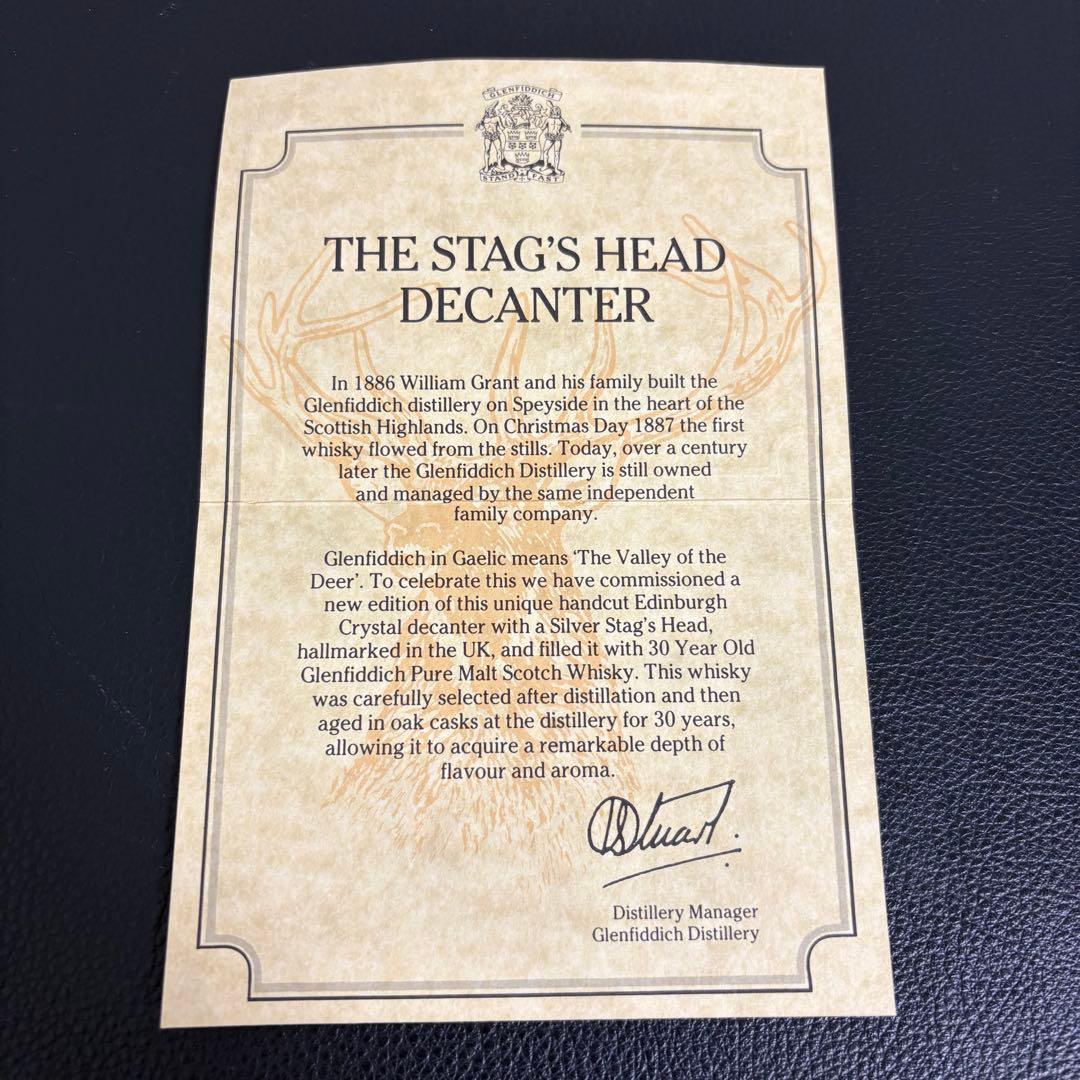 GLENFIDDICH
STAND FAST
THE STAG'S HEAD
DECANTER
In 1886 William Grant and his family built the
Glenfiddich distillery on Speyside in the heart of the
Scottish Highlands. On Christmas Day 1887 the first
whisky flowed from the stills. Today, over a century
later the Glenfiddich Distillery is still owned
and managed by the same independent
family company.
Glenfiddich in Gaelic means ‘The Valley of the
Deer’. To celebrate this we have commissioned a
new edition of this unique handcut Edinburgh
Crystal decanter with a Silver Stag's Head,
hallmarked in the UK, and filled it with 30 Year Old
Glenfiddich Pure Malt Scotch Whisky. This whisky
was carefully selected after distillation and then
aged in oak casks at the distillery for 30 years,
allowing it to acquire a remarkable depth of
flavour and aroma.
Stuart.
Distillery Manager
Glenfiddich Distillery